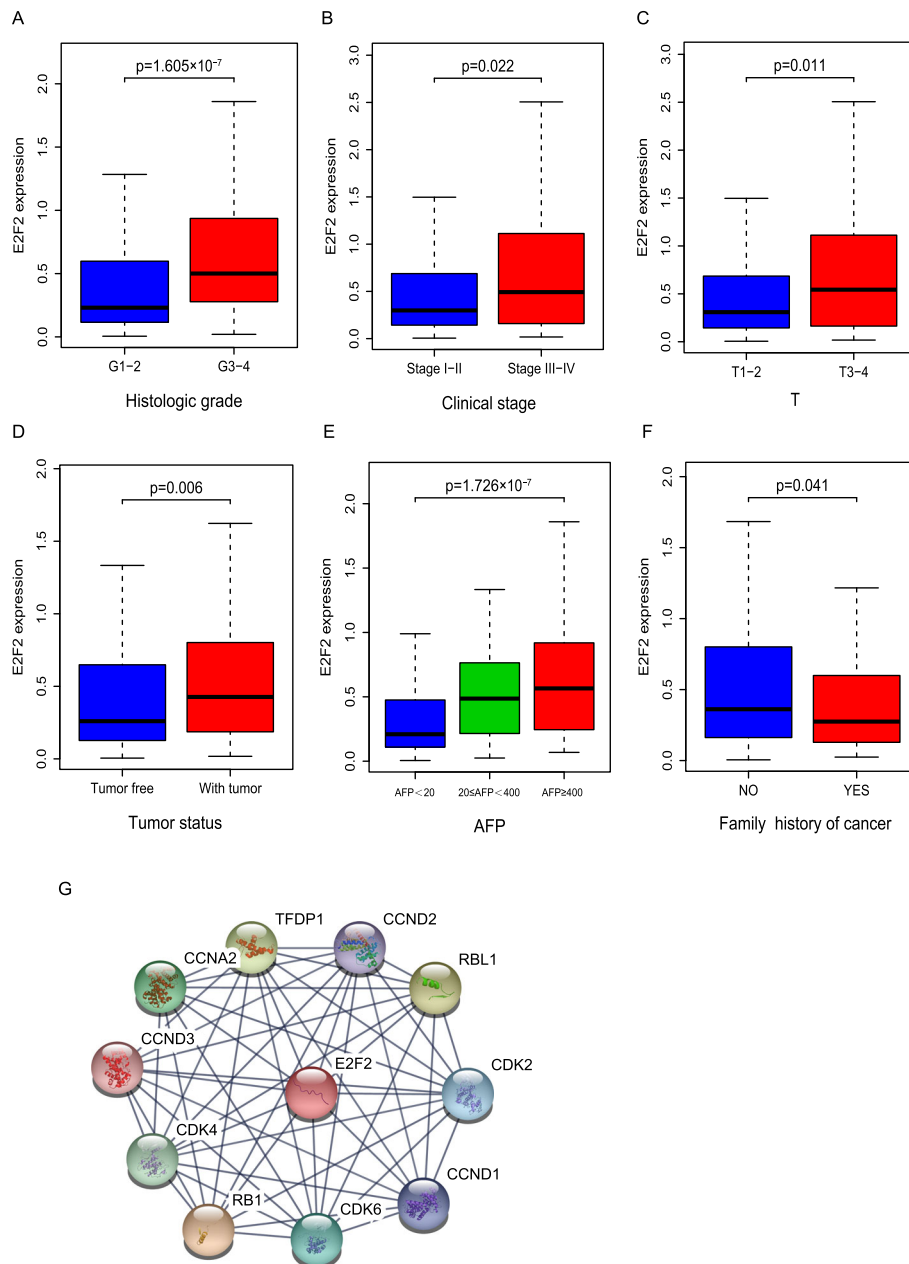 A
p=1.605×10⁻⁷
E2F2 expression
2.0
1.5
1.0
0.5
0.0
G1−2
G3−4
Histologic grade
B
p=0.022
E2F2 expression
3.0
2.5
2.0
1.5
1.0
0.5
0.0
Stage I−II
Stage III−IV
Clinical stage
C
p=0.011
E2F2 expression
3.0
2.5
2.0
1.5
1.0
0.5
0.0
T1−2
T3−4
T
D
p=0.006
E2F2 expression
2.0
1.5
1.0
0.5
0.0
Tumor free
With tumor
Tumor status
E
p=1.726×10⁻⁷
E2F2 expression
2.0
1.5
1.0
0.5
0.0
AFP<20
20≤AFP<400
AFP≥400
AFP
F
p=0.041
E2F2 expression
2.0
1.5
1.0
0.5
0.0
NO
YES
Family history of cancer
G
TFDP1
CCND2
CCNA2
RBL1
CCND3
E2F2
CDK2
CDK4
CCND1
RB1
CDK6